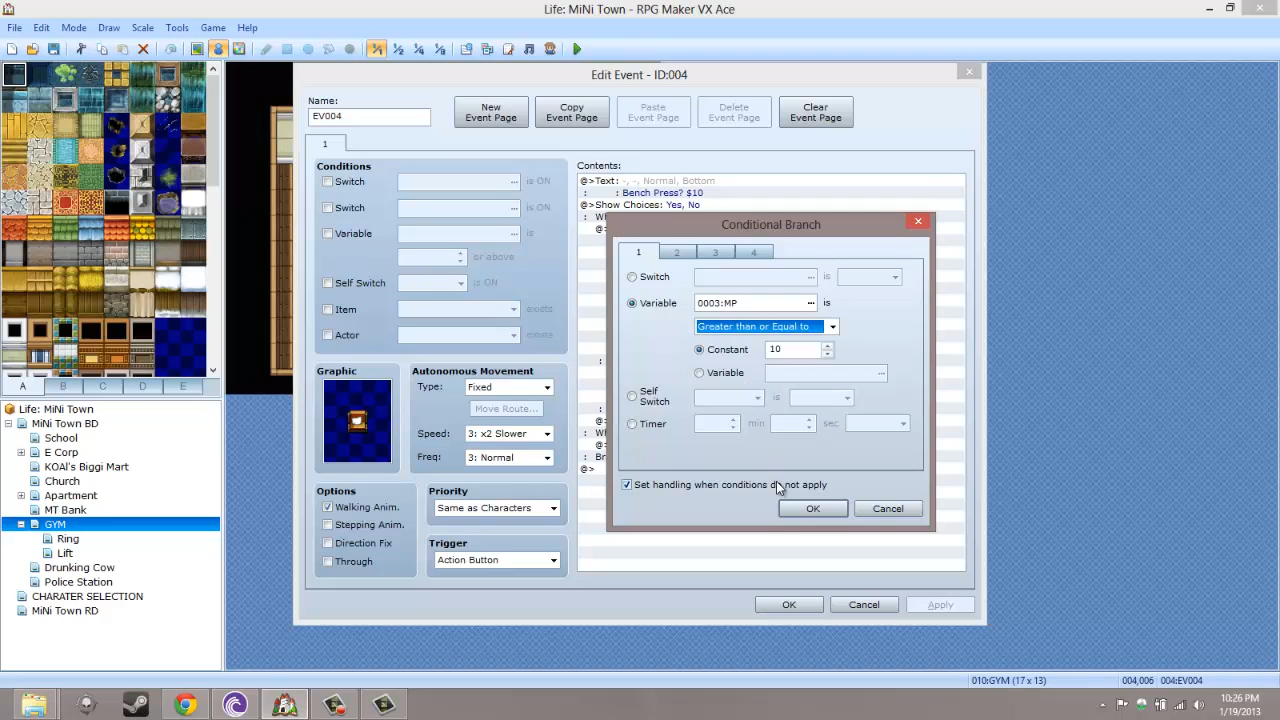 Life: MiNi Town - RPG Maker VX Ace
File Edit Mode Draw Scale Tools Game Help
Edit Event - ID:004
Name:
EV004
New Event Page
Copy Event Page
Paste Event Page
Delete Event Page
Clear Event Page
1
Conditions
Switch ... is ON
Switch ... is ON
Variable ... is
or above
Self Switch is ON
Item exists
Actor exists
Graphic
Autonomous Movement
Type: Fixed
Move Route...
Speed: 3: x2 Slower
Freq: 3: Normal
Options
Walking Anim.
Stepping Anim.
Direction Fix
Through
Priority
Same as Characters
Trigger
Action Button
Contents:
@>Text: -, -, Normal, Bottom
: : Bench Press? $10
@>Show Choices: Yes, No
Conditional Branch
1 2 3 4
Switch ... is
Variable 0003:MP ... is
Greater than or Equal to
Constant 10
Variable ...
Self Switch is
Timer min sec
Set handling when conditions do not apply
OK Cancel
@>
OK Cancel Apply
A B C D E
Life: MiNi Town
MiNi Town BD
School
E Corp
KOAl's Biggi Mart
Church
Apartment
MT Bank
GYM
Ring
Lift
Drunking Cow
Police Station
CHARATER SELECTION
MiNi Town RD
010:GYM (17 x 13) 004,006 004:EV004
10:26 PM
1/19/2013